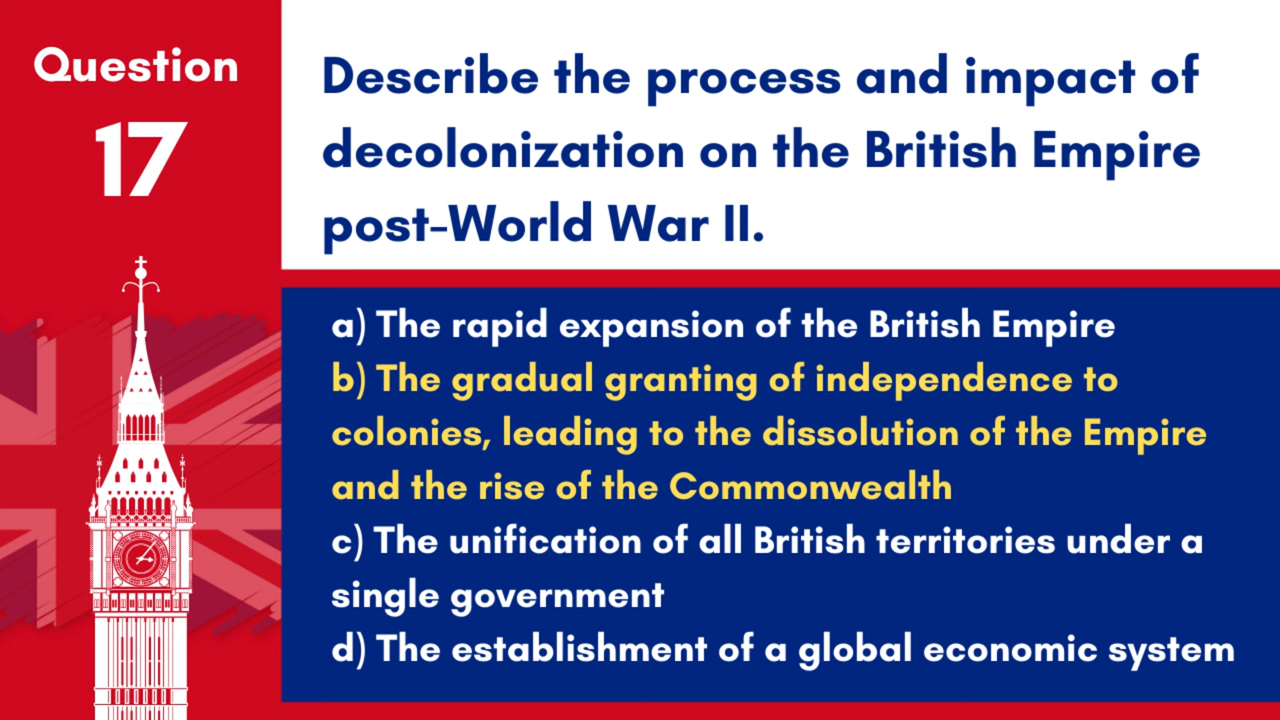 Question
17
Describe the process and impact of
decolonization on the British Empire
post-World War II.
a) The rapid expansion of the British Empire
b) The gradual granting of independence to
colonies, leading to the dissolution of the Empire
and the rise of the Commonwealth
c) The unification of all British territories under a
single government
d) The establishment of a global economic system